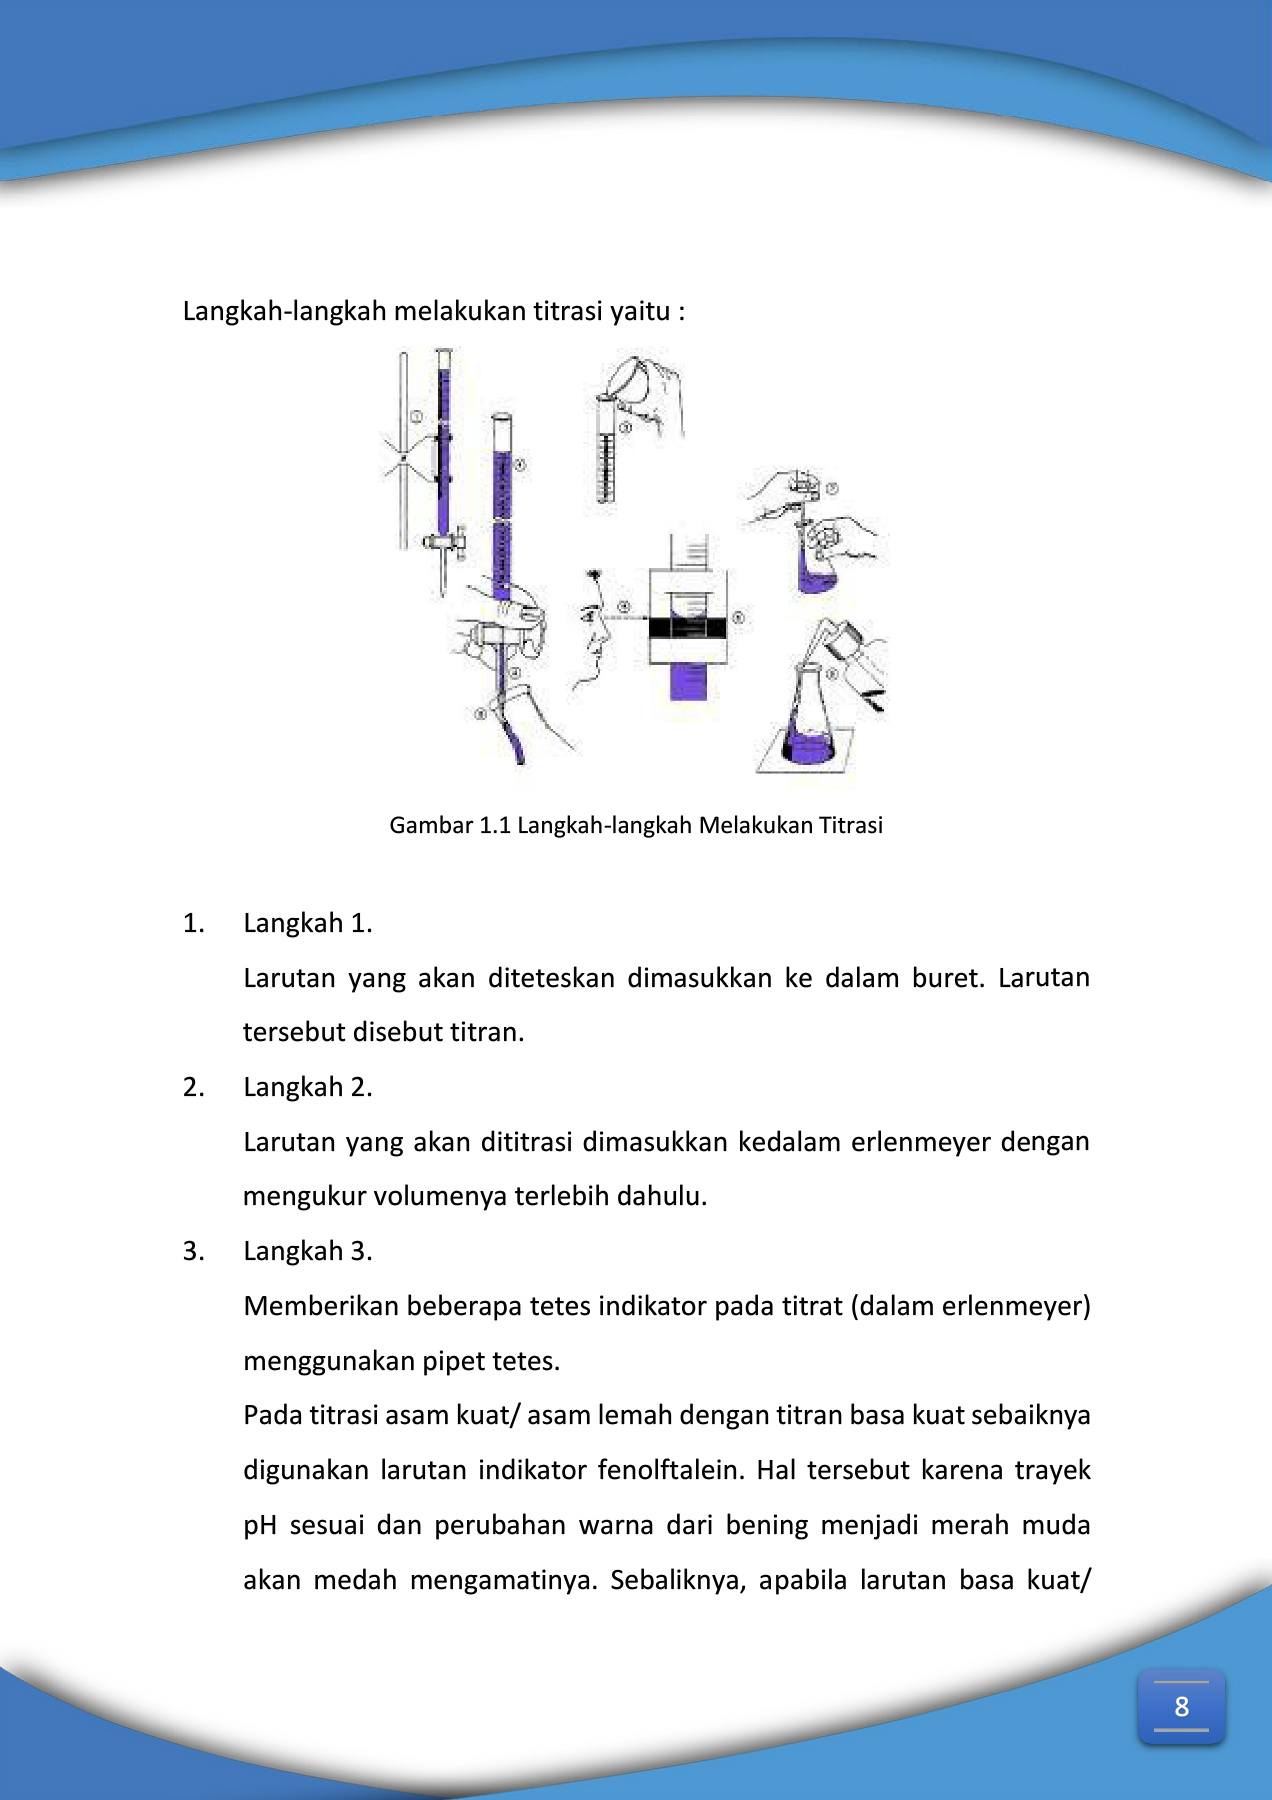 Langkah-langkah melakukan titrasi yaitu :
Gambar 1.1 Langkah-langkah Melakukan Titrasi
1. Langkah 1.
Larutan yang akan diteteskan dimasukkan ke dalam buret. Larutan
tersebut disebut titran.
2. Langkah 2.
Larutan yang akan dititrasi dimasukkan kedalam erlenmeyer dengan
mengukur volumenya terlebih dahulu.
3. Langkah 3.
Memberikan beberapa tetes indikator pada titrat (dalam erlenmeyer)
menggunakan pipet tetes.
Pada titrasi asam kuat/ asam lemah dengan titran basa kuat sebaiknya
digunakan larutan indikator fenolftalein. Hal tersebut karena trayek
pH sesuai dan perubahan warna dari bening menjadi merah muda
akan medah mengamatinya. Sebaliknya, apabila larutan basa kuat/
8